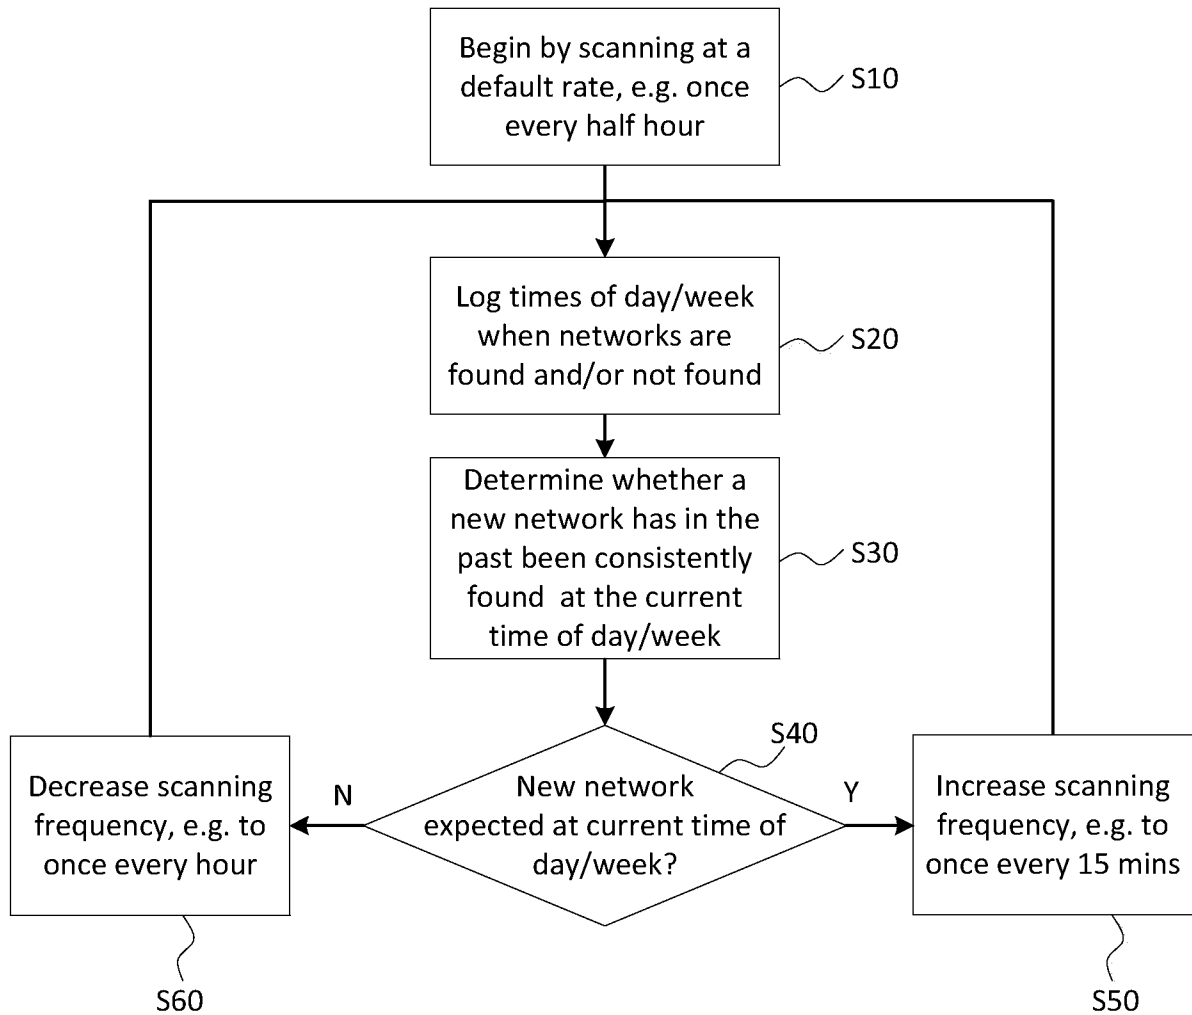 Begin by scanning at a
default rate, e.g. once
every half hour
S10
Log times of day/week
when networks are
found and/or not found
S20
Determine whether a
new network has in the
past been consistently
found at the current
time of day/week
S30
S40
New network
expected at current time of
day/week?
N
Y
Decrease scanning
frequency, e.g. to
once every hour
S60
Increase scanning
frequency, e.g. to
once every 15 mins
S50